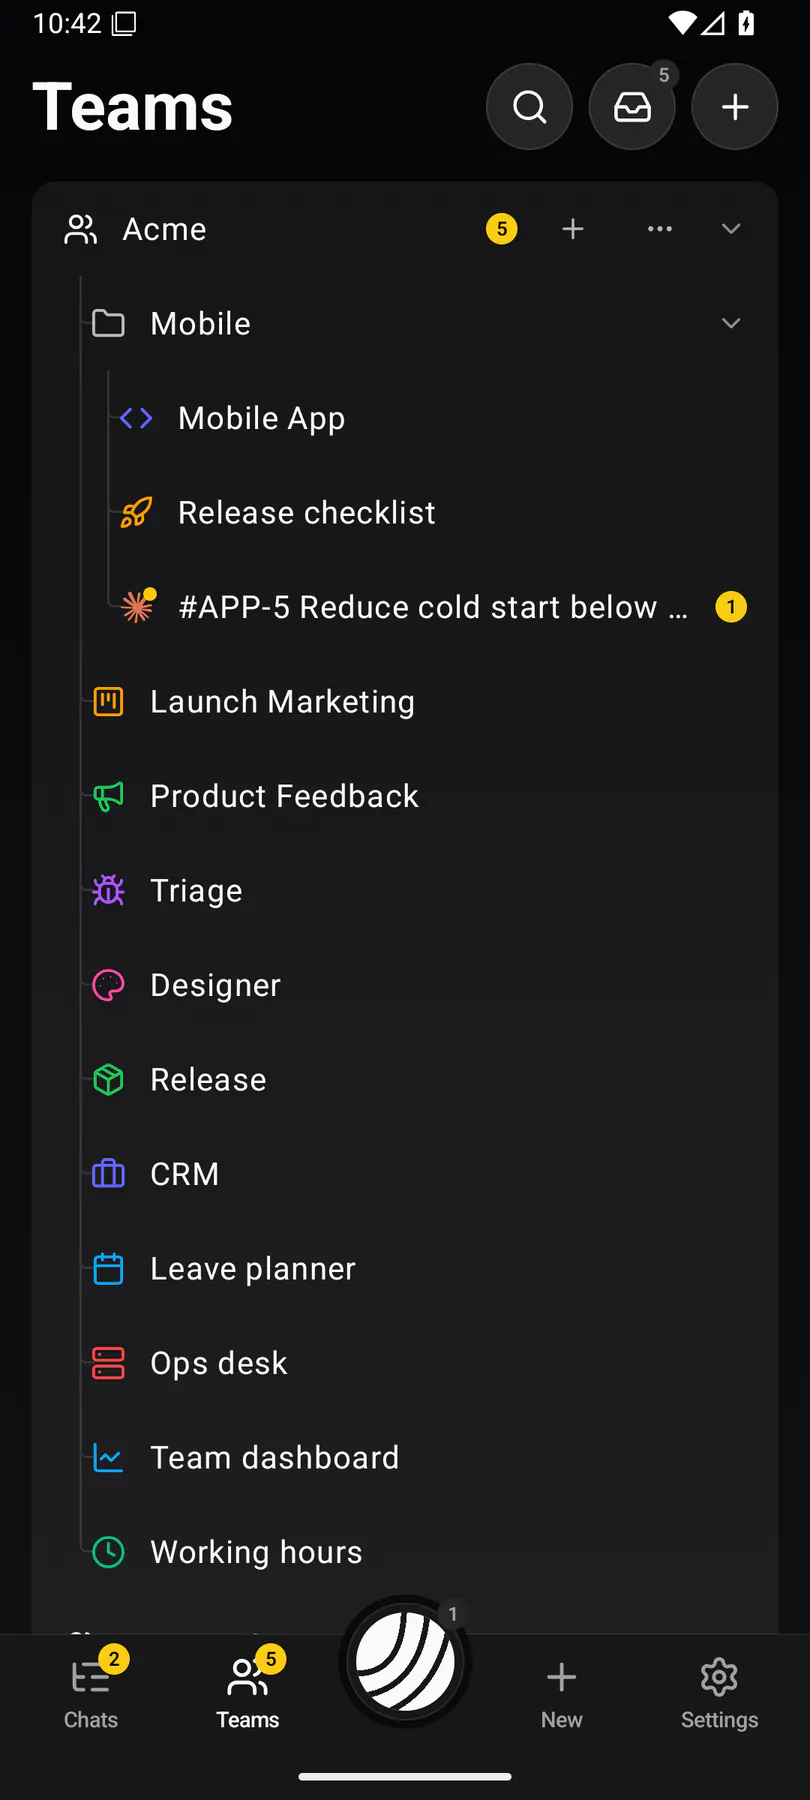 10:42
Teams
5
Acme
5
Mobile
Mobile App
Release checklist
#APP-5 Reduce cold start below ...
1
Launch Marketing
Product Feedback
Triage
Designer
Release
CRM
Leave planner
Ops desk
Team dashboard
Working hours
1
2
5
Chats
Teams
New
Settings